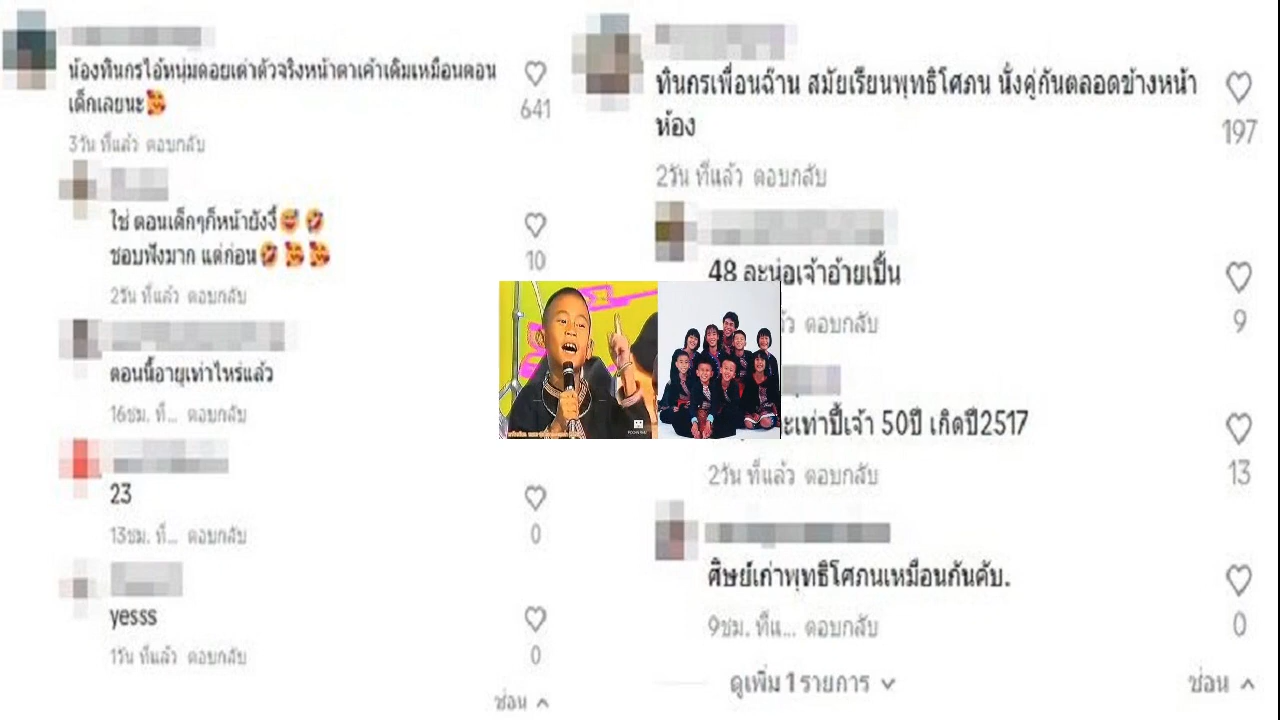 น้องทินกรไอ้หนุ่มดอยเต่าตัวจริงหน้าตาเค้าเดิมเหมือนตอน
เด็กเลยนะ🥰
641
3วัน ที่แล้ว ตอบกลับ
ใช่ ตอนเด็กๆก็หน้ายังงี้😅 🤣
ชอบฟังมาก แต่ก่อน🤣 🥰 🥰
10
2วัน ที่แล้ว ตอบกลับ
ตอนนี้อายุเท่าไหร่แล้ว
16ชม. ที่... ตอบกลับ
23
13ชม. ที่... ตอบกลับ
0
yesss
1วัน ที่แล้ว ตอบกลับ
0
ซ่อน
ทินกรเพื่อนฉ๊าน สมัยเรียนพุทธิโศภน นั่งคู่กันตลอดข้างหน้า
ห้อง
197
2วัน ที่แล้ว ตอบกลับ
48 ละน่อเจ้าอ้ายเปิ้น
9
ตอบกลับ
ะเท่าปี้เจ้า 50ปี เกิดปี2517
13
2วัน ที่แล้ว ตอบกลับ
ศิษย์เก่าพุทธิโศภนเหมือนกันคับ.
9ชม. ที่แ... ตอบกลับ
0
ดูเพิ่ม 1 รายการ
ซ่อน